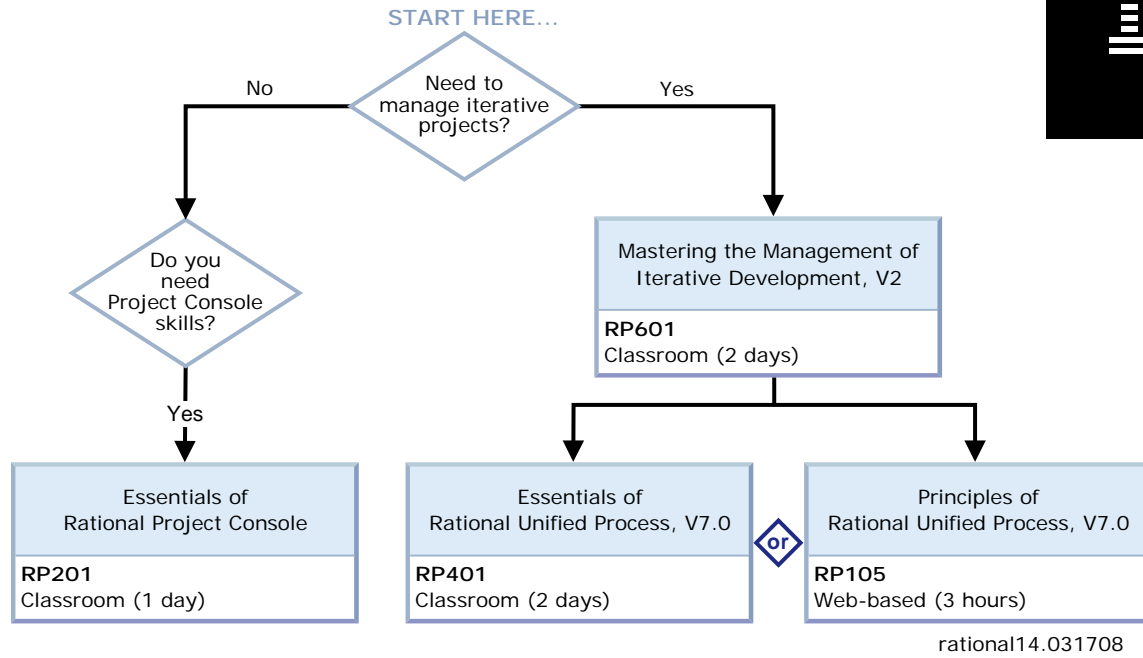 START HERE...
Need to
manage iterative
projects?
No
Yes
Do you
need
Project Console
skills?
Yes
Mastering the Management of
Iterative Development, V2
RP601
Classroom (2 days)
Essentials of
Rational Project Console
RP201
Classroom (1 day)
Essentials of
Rational Unified Process, V7.0
RP401
Classroom (2 days)
or
Principles of
Rational Unified Process, V7.0
RP105
Web-based (3 hours)
rational14.031708